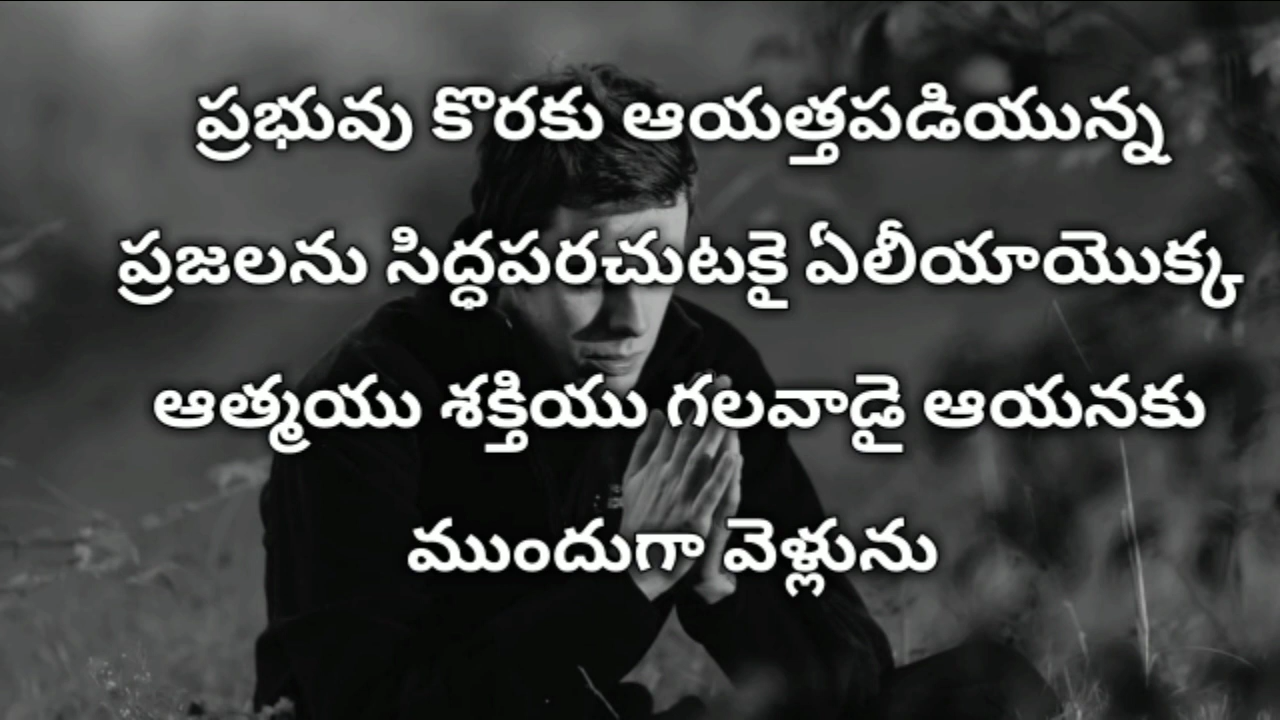 ప్రభువు కొరకు ఆయత్తపడియున్న
ప్రజలను సిద్ధపరచుటకై ఏలీయాయొక్క
ఆత్మయు శక్తియు గలవాడై ఆయనకు
ముందుగా వెళ్లును